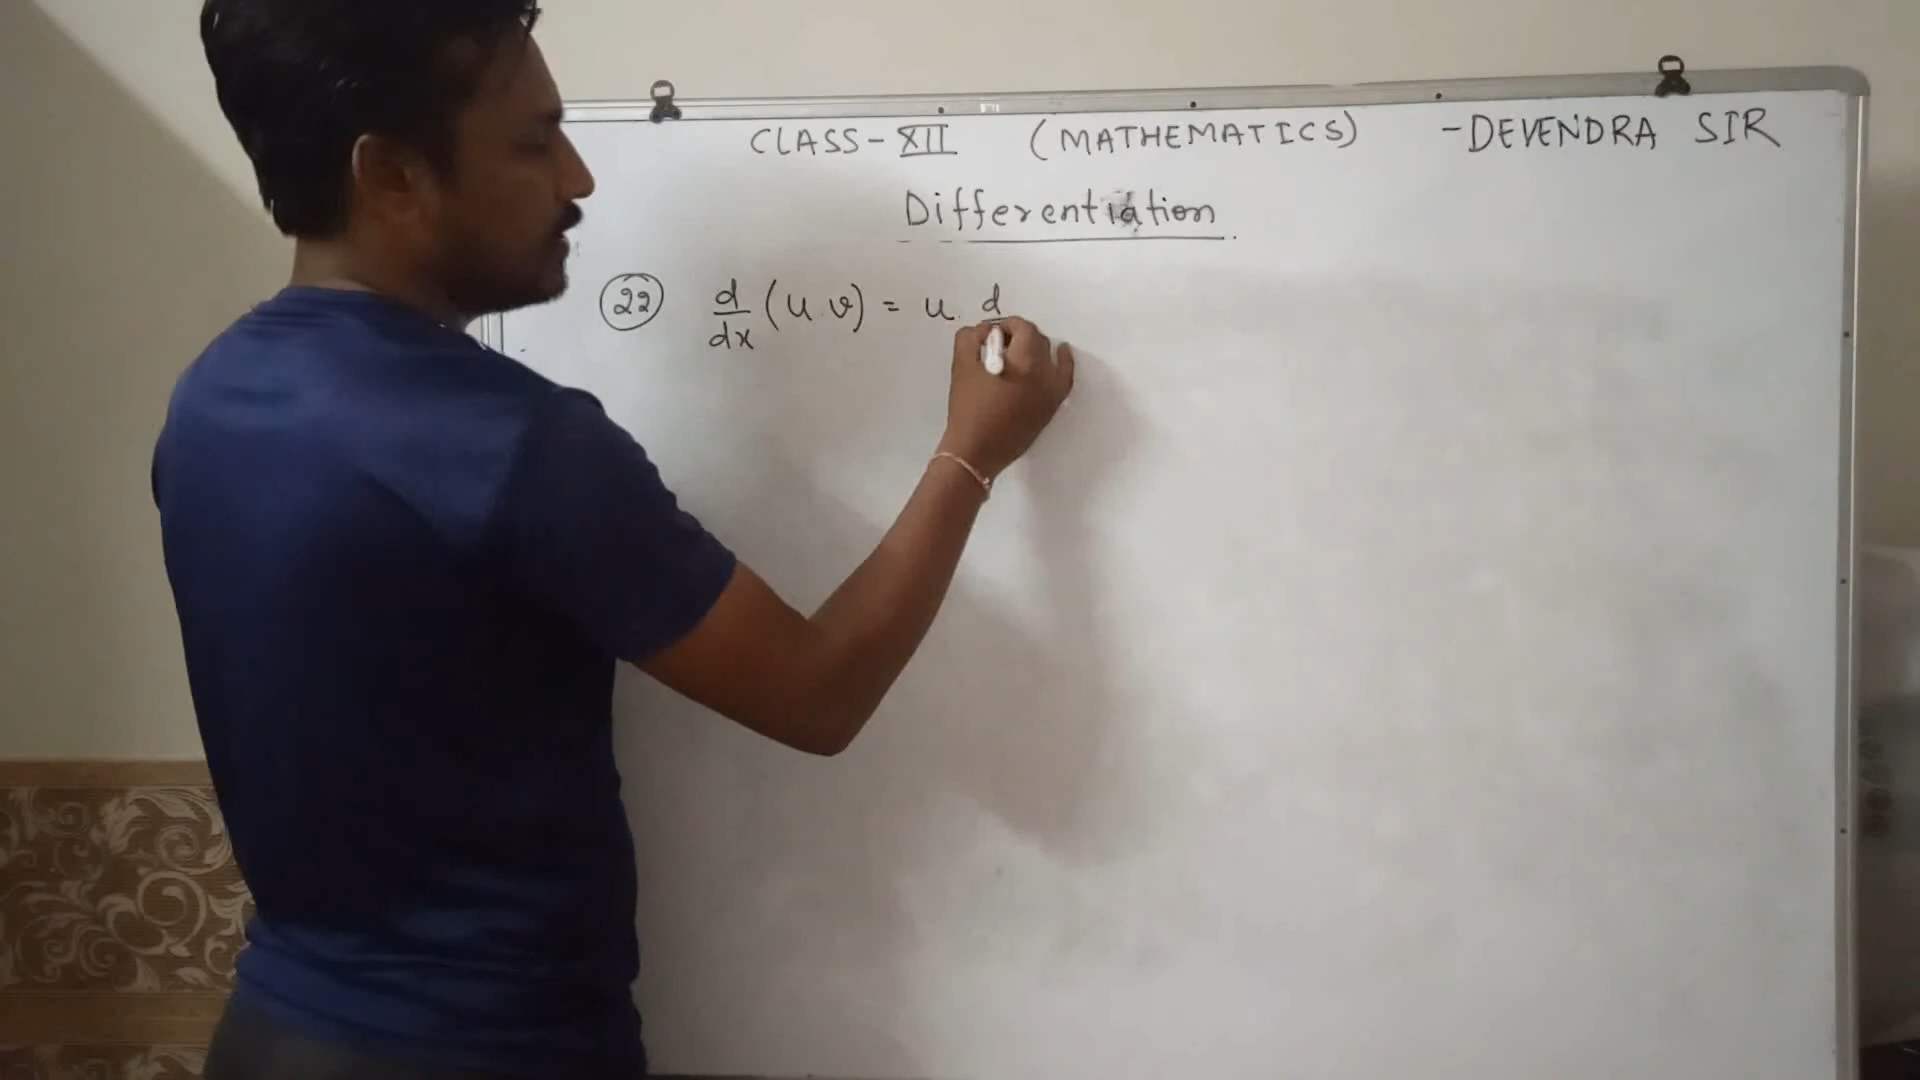 CLASS-XII (MATHEMATICS) -DEVENDRA SIR
Differentiation
22 d/dx (u.v) = u. d